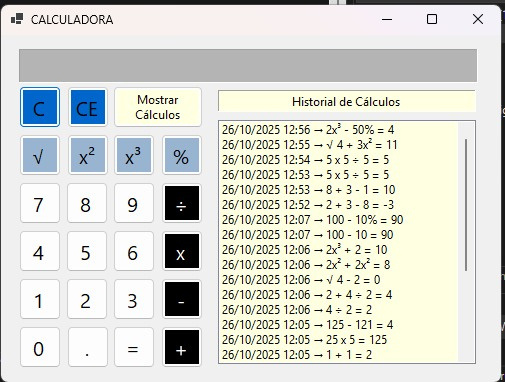 CALCULADORA
C CE Mostrar Cálculos
Historial de Cálculos
√ x² x³ %
7 8 9 ÷
4 5 6 x
1 2 3 -
0 . = +
26/10/2025 12:56 → 2x³ - 50% = 4
26/10/2025 12:55 → √ 4 + 3x² = 11
26/10/2025 12:54 → 5 x 5 ÷ 5 = 5
26/10/2025 12:53 → 5 x 5 ÷ 5 = 5
26/10/2025 12:53 → 8 + 3 - 1 = 10
26/10/2025 12:52 → 2 + 3 - 8 = -3
26/10/2025 12:07 → 100 - 10% = 90
26/10/2025 12:07 → 100 - 10 = 90
26/10/2025 12:06 → 2x³ + 2 = 10
26/10/2025 12:06 → 2x² + 2x² = 8
26/10/2025 12:06 → √ 4 - 2 = 0
26/10/2025 12:06 → 2 + 4 ÷ 2 = 4
26/10/2025 12:06 → 4 ÷ 2 = 2
26/10/2025 12:05 → 125 - 121 = 4
26/10/2025 12:05 → 25 x 5 = 125
26/10/2025 12:05 → 1 + 1 = 2